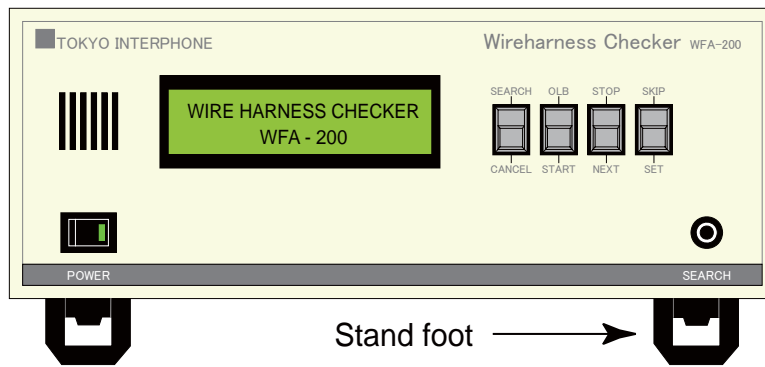 TOKYO INTERPHONE
Wireharness Checker WFA-200
WIRE HARNESS CHECKER
WFA - 200
SEARCH OLB STOP SKIP
CANCEL START NEXT SET
POWER
SEARCH
Stand foot